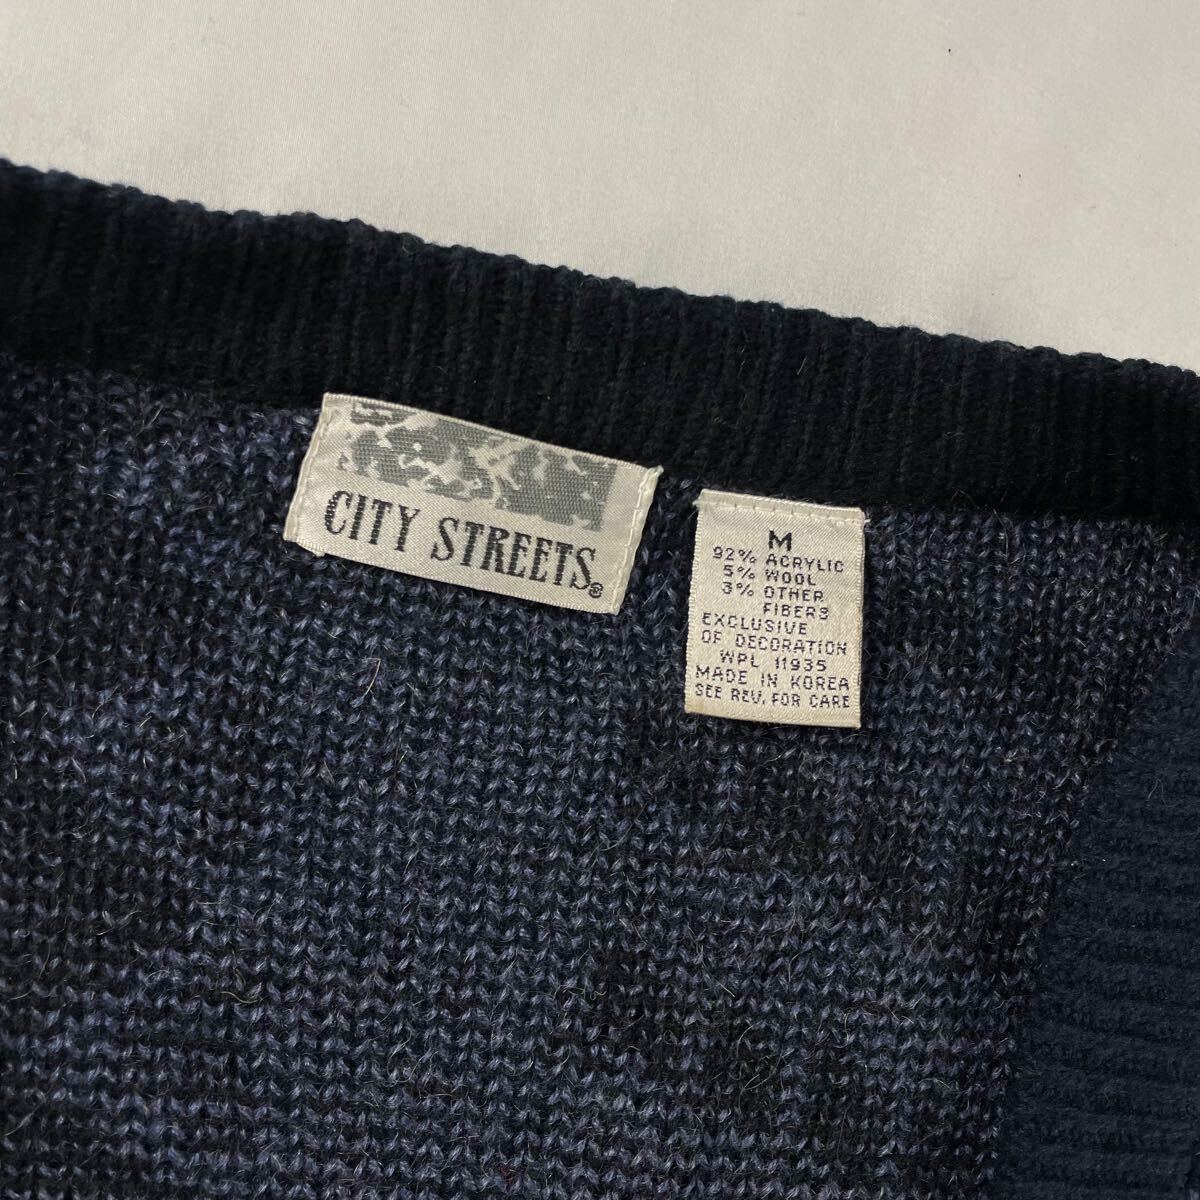 CITY STREETS®
M
92% ACRYLIC
5% WOOL
3% OTHER
FIBERS
EXCLUSIVE
OF DECORATION
WPL 11935
MADE IN KOREA
SEE REV. FOR CARE